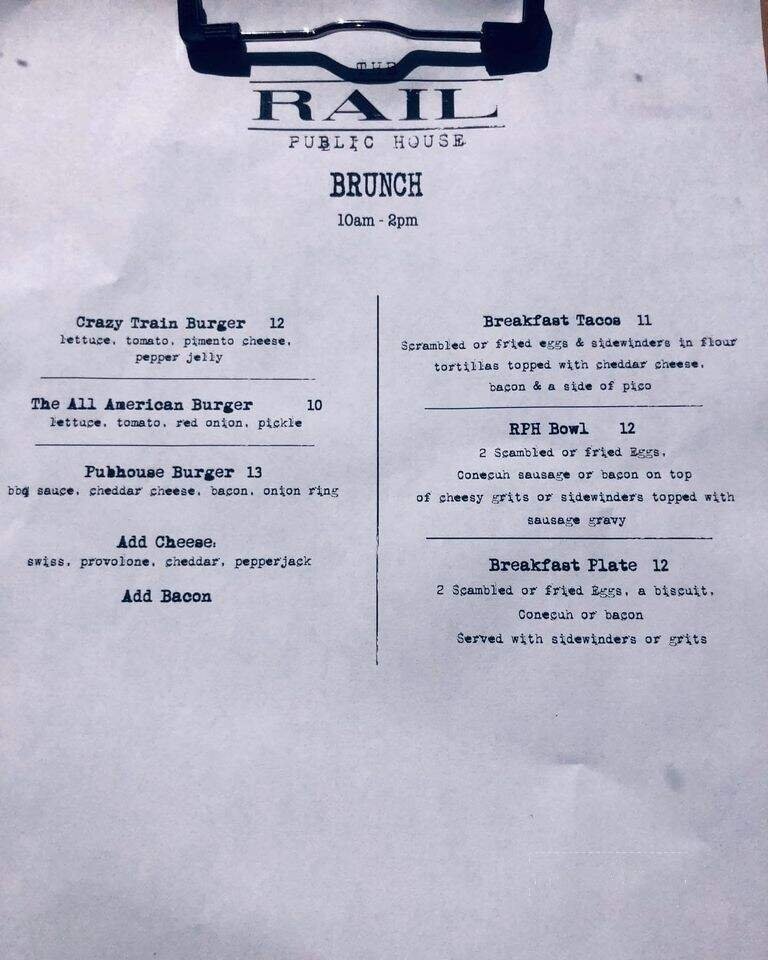 THE
RAIL
PUBLIC HOUSE
BRUNCH
10am - 2pm
Crazy Train Burger 12
lettuce, tomato, pimento cheese,
pepper jelly
The All American Burger 10
lettuce, tomato, red onion, pickle
Pubhouse Burger 13
bbq sauce, cheddar cheese, bacon, onion ring
Add Cheese:
swiss, provolone, cheddar, pepperjack
Add Bacon
Breakfast Tacos 11
Scrambled or fried eggs & sidewinders in flour
tortillas topped with cheddar cheese,
bacon & a side of pico
RPH Bowl 12
2 Scambled or fried Eggs,
Conecuh sausage or bacon on top
of cheesy grits or sidewinders topped with
sausage gravy
Breakfast Plate 12
2 Scambled or fried Eggs, a biscuit,
Conecuh or bacon
Served with sidewinders or grits